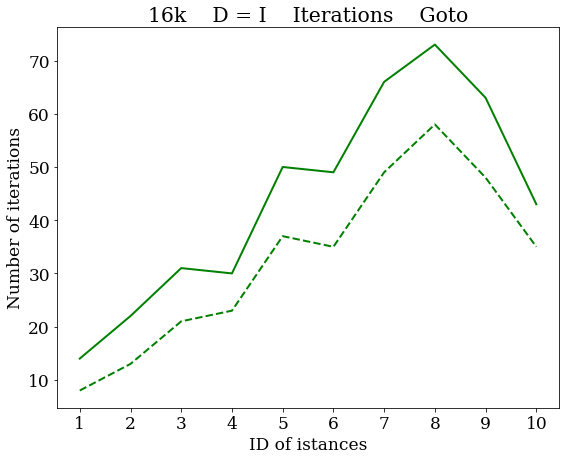 16k D = I Iterations Goto
Number of iterations
70
60
50
40
30
20
10
1 2 3 4 5 6 7 8 9 10
ID of istances